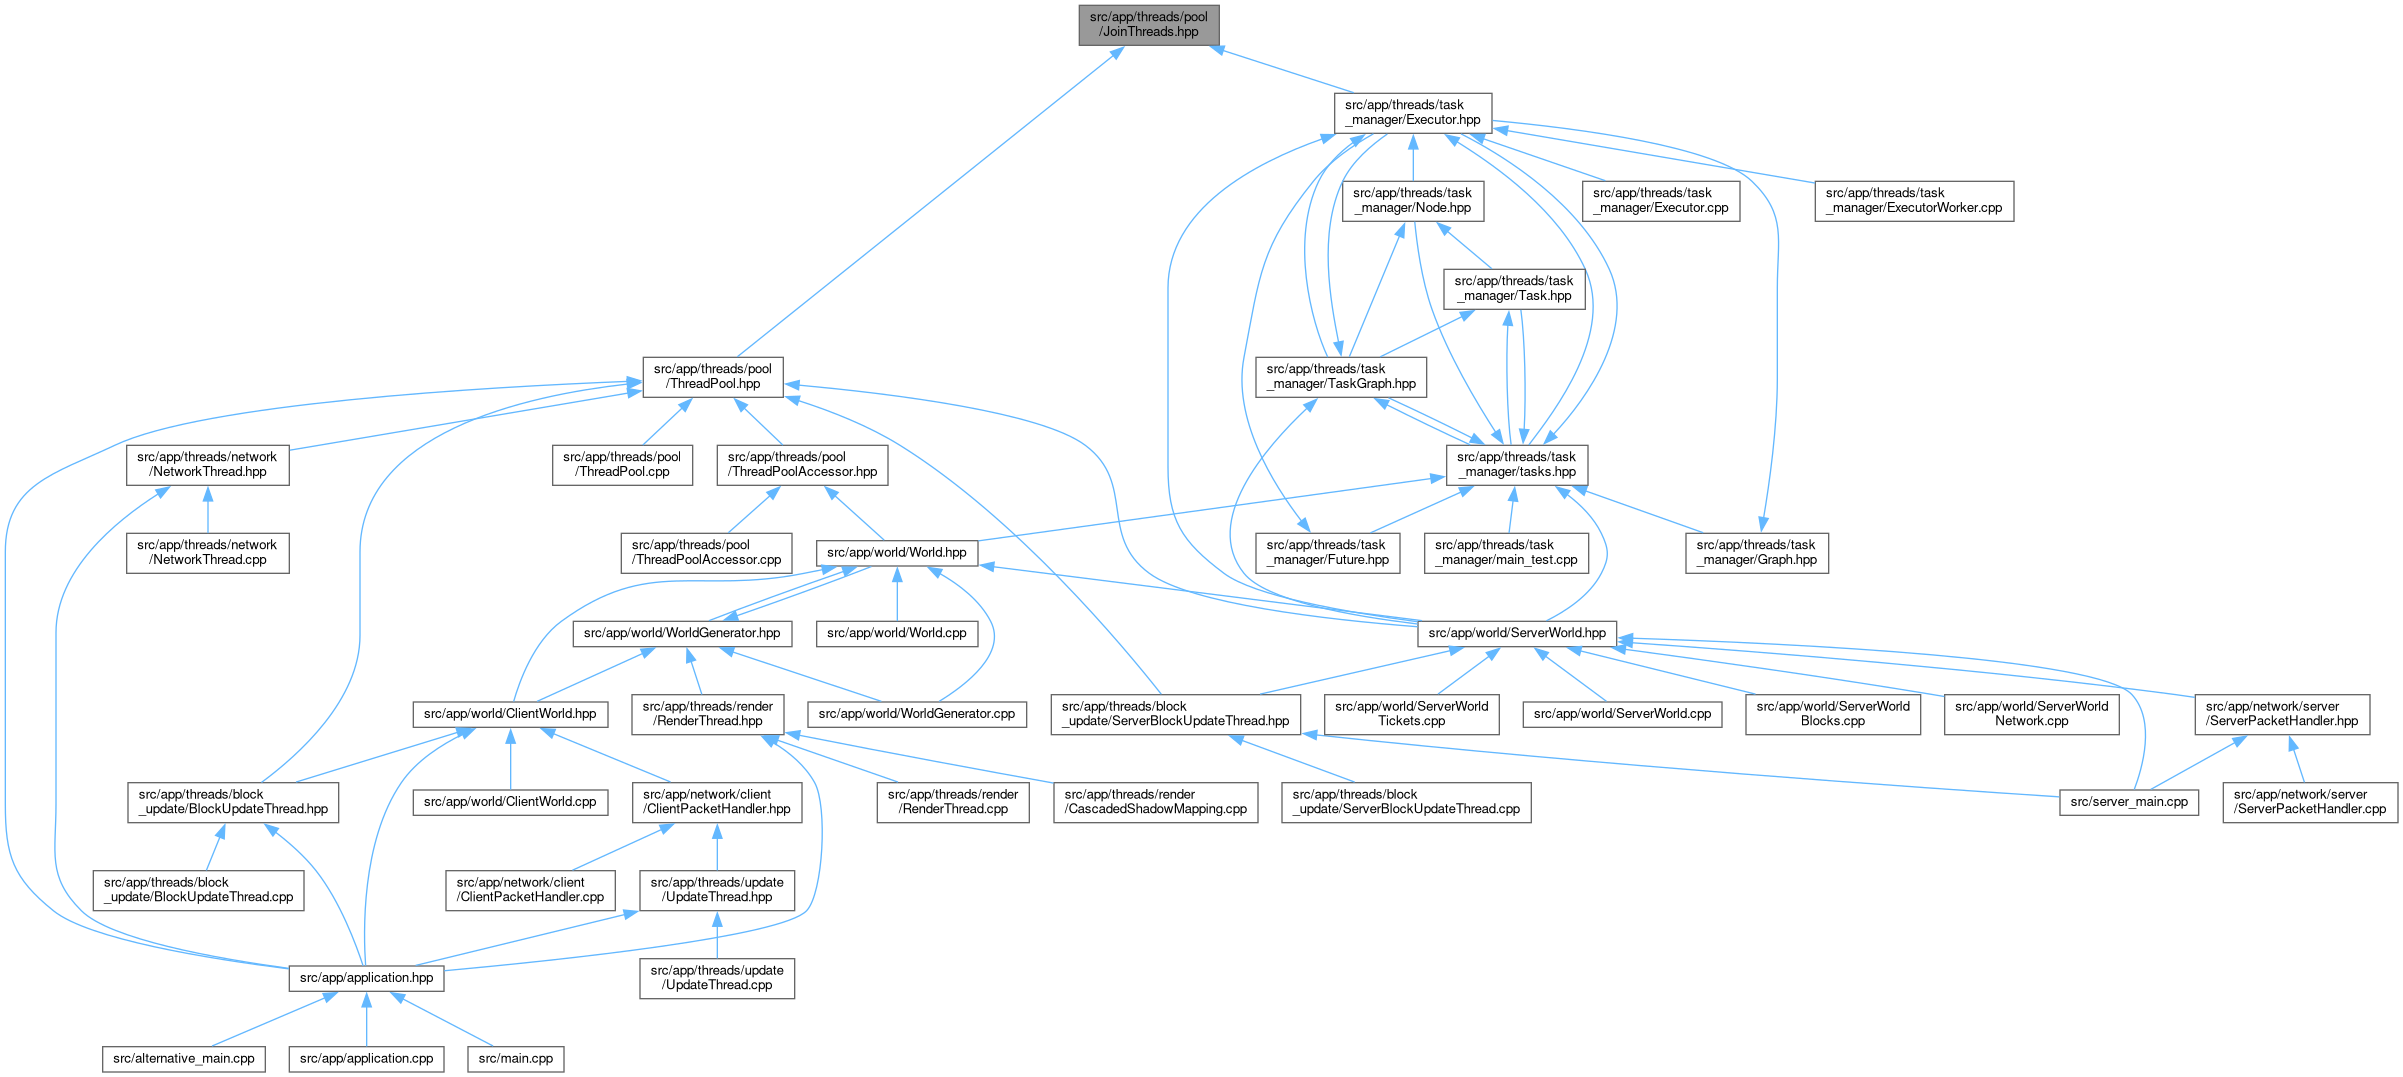 src/app/threads/pool
/JoinThreads.hpp
src/app/threads/task
_manager/Executor.hpp
src/app/threads/task
_manager/Node.hpp
src/app/threads/task
_manager/Executor.cpp
src/app/threads/task
_manager/ExecutorWorker.cpp
src/app/threads/task
_manager/Task.hpp
src/app/threads/pool
/ThreadPool.hpp
src/app/threads/task
_manager/TaskGraph.hpp
src/app/threads/network
/NetworkThread.hpp
src/app/threads/pool
/ThreadPool.cpp
src/app/threads/pool
/ThreadPoolAccessor.hpp
src/app/threads/task
_manager/tasks.hpp
src/app/threads/network
/NetworkThread.cpp
src/app/threads/pool
/ThreadPoolAccessor.cpp
src/app/world/World.hpp
src/app/threads/task
_manager/Future.hpp
src/app/threads/task
_manager/main_test.cpp
src/app/threads/task
_manager/Graph.hpp
src/app/world/WorldGenerator.hpp
src/app/world/World.cpp
src/app/world/ServerWorld.hpp
src/app/world/ClientWorld.hpp
src/app/threads/render
/RenderThread.hpp
src/app/world/WorldGenerator.cpp
src/app/threads/block
_update/ServerBlockUpdateThread.hpp
src/app/world/ServerWorld
Tickets.cpp
src/app/world/ServerWorld.cpp
src/app/world/ServerWorld
Blocks.cpp
src/app/world/ServerWorld
Network.cpp
src/app/network/server
/ServerPacketHandler.hpp
src/app/threads/block
_update/BlockUpdateThread.hpp
src/app/world/ClientWorld.cpp
src/app/network/client
/ClientPacketHandler.hpp
src/app/threads/render
/RenderThread.cpp
src/app/threads/render
/CascadedShadowMapping.cpp
src/app/threads/block
_update/ServerBlockUpdateThread.cpp
src/server_main.cpp
src/app/network/server
/ServerPacketHandler.cpp
src/app/threads/block
_update/BlockUpdateThread.cpp
src/app/network/client
/ClientPacketHandler.cpp
src/app/threads/update
/UpdateThread.hpp
src/app/application.hpp
src/app/threads/update
/UpdateThread.cpp
src/alternative_main.cpp
src/app/application.cpp
src/main.cpp